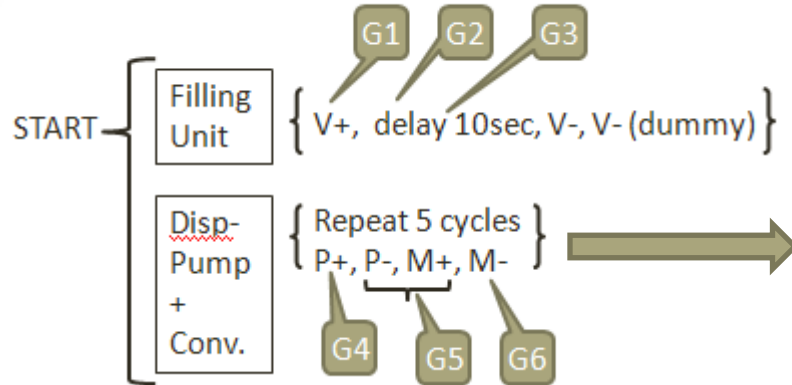 G1 G2 G3
Filling
Unit
START
V+, delay 10sec, V-, V- (dummy)
Disp-
Pump
+
Conv.
Repeat 5 cycles
P+, P-, M+, M-
G4 G5 G6